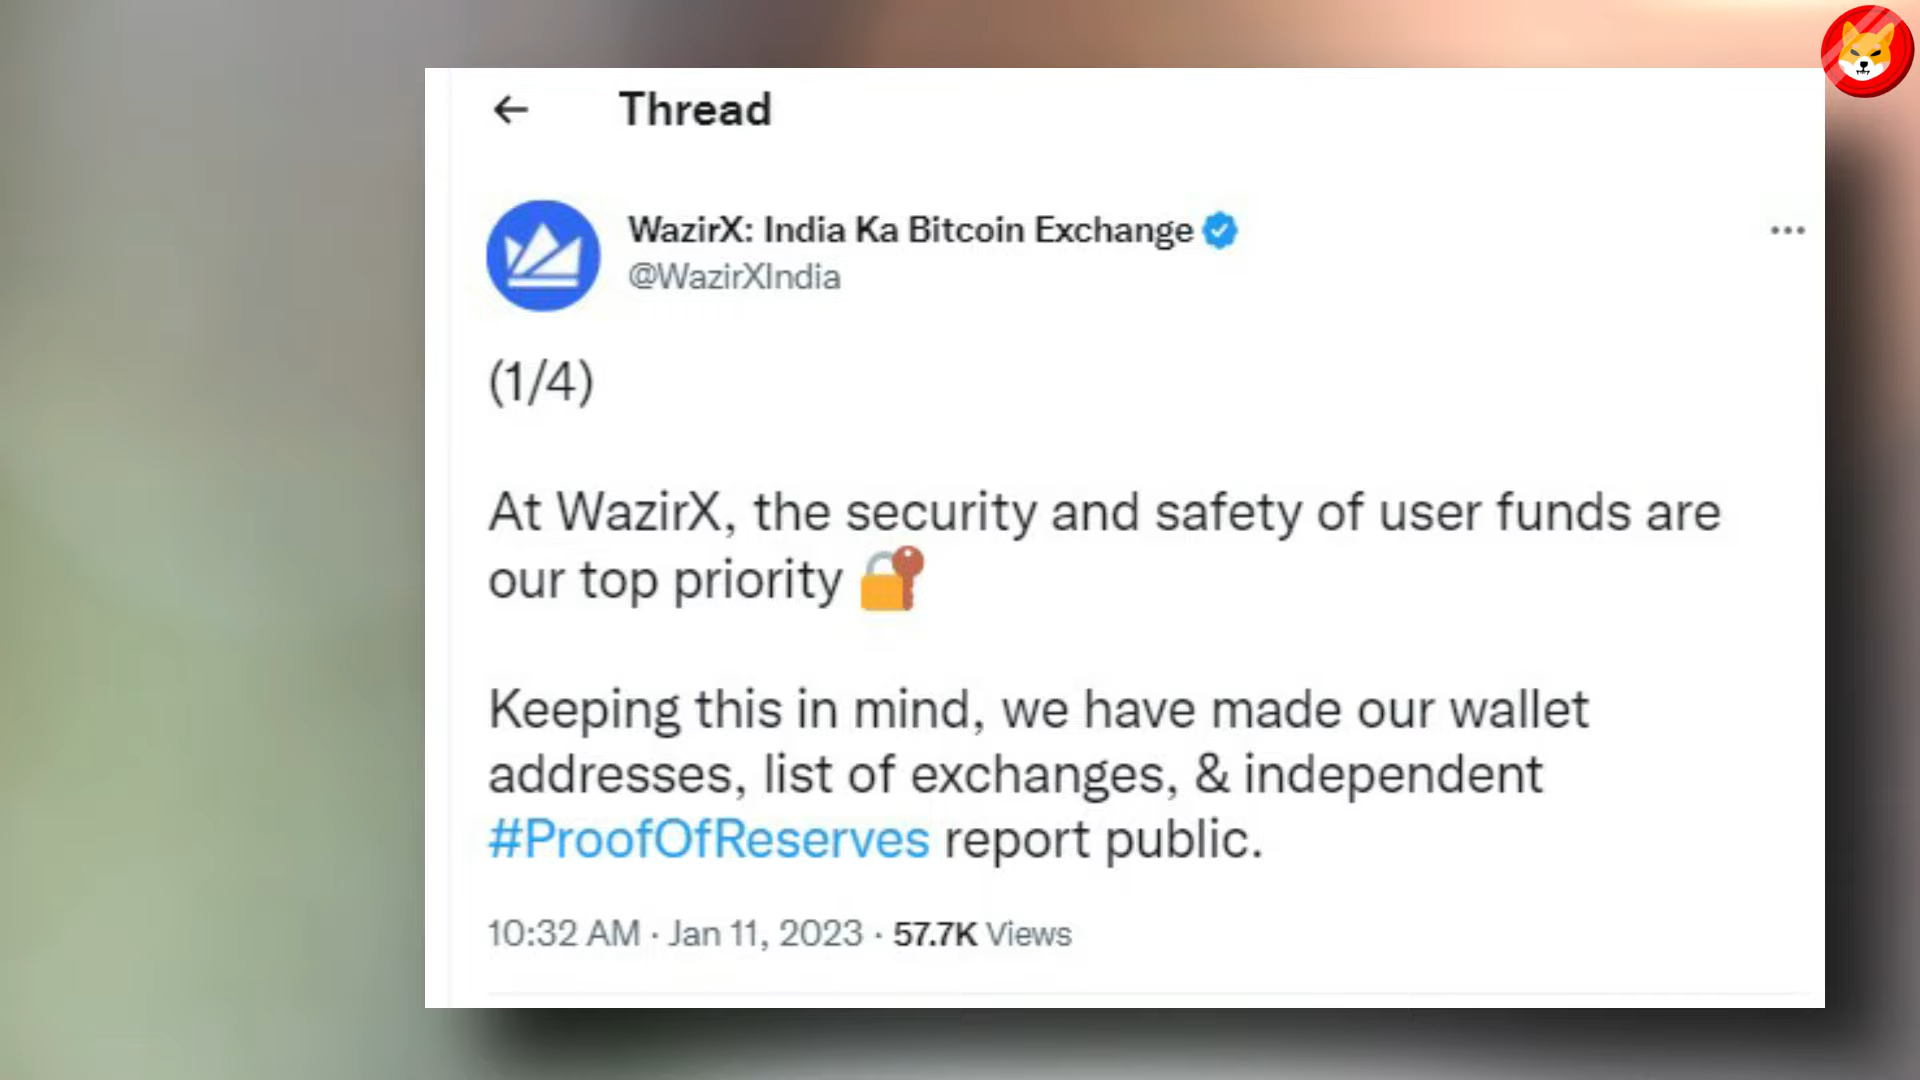 Thread
WazirX: India Ka Bitcoin Exchange
@WazirXIndia
(1/4)
At WazirX, the security and safety of user funds are
our top priority 🔐
Keeping this in mind, we have made our wallet
addresses, list of exchanges, & independent
#ProofOfReserves report public.
10:32 AM · Jan 11, 2023 · 57.7K Views